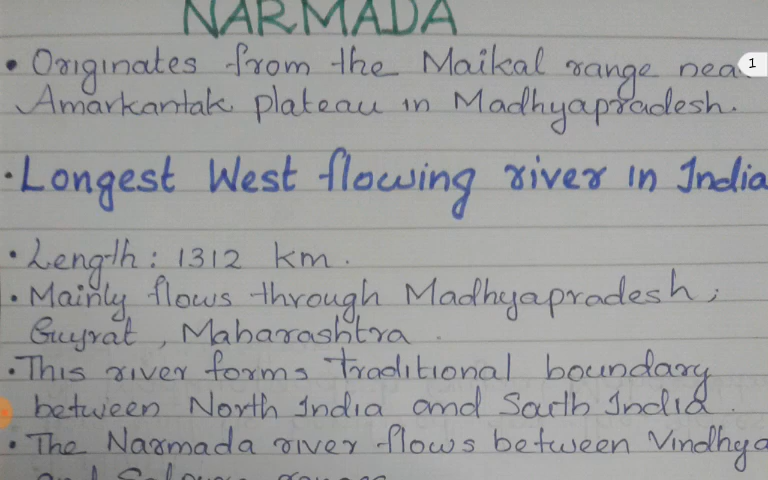 NARMADA
• Originates from the Maikal range nea
1
Amarkantak plateau in Madhyapradesh.
• Longest West flowing river in India
• Length: 1312 km.
• Mainly flows through Madhyapradesh,
Gujrat, Maharashtra.
• This river forms traditional boundary
between North India and South India.
• The Narmada river flows between Vindhya